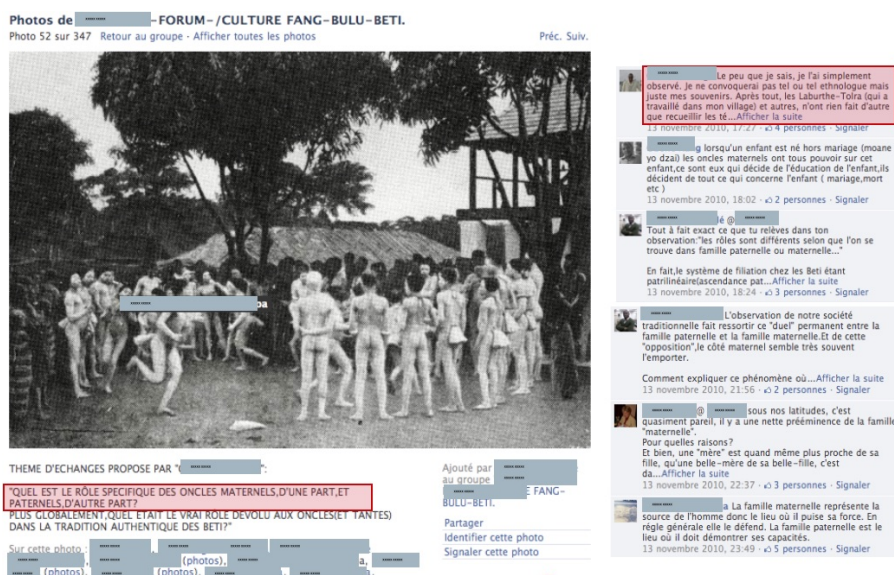 Photos de -FORUM-/CULTURE FANG-BULU-BETI.
Photo 52 sur 347 Retour au groupe · Afficher toutes les photos Préc. Suiv.
THEME D'ECHANGES PROPOSE PAR "( ":
"QUEL EST LE RÔLE SPECIFIQUE DES ONCLES MATERNELS,D'UNE PART,ET
PATERNELS,D'AUTRE PART?
PLUS GLOBALEMENT,QUEL ETAIT LE VRAI ROLE DEVOLU AUX ONCLES(ET TANTES)
DANS LA TRADITION AUTHENTIQUE DES BETI?"
Sur cette photo :
(photos),
(photos),
Ajouté par
au groupe
FANG-
BULU-BETI.
Partager
Identifier cette photo
Signaler cette photo
Le peu que je sais, je l'ai simplement
observé. Je ne convoquerai pas tel ou tel ethnologue mais
juste mes souvenirs. Après tout, les Laburthe-Tolra (qui a
travaillé dans mon village) et autres, n'ont rien fait d'autre
que recueillir les té...Afficher la suite
13 novembre 2010, 17:27 · 4 personnes · Signaler
lorsqu'un enfant est né hors mariage (moane
yo dzai) les oncles maternels ont tous pouvoir sur cet
enfant,ce sont eux qui décide de l'éducation de l'enfant,ils
décident de tout ce qui concerne l'enfant ( mariage,mort
etc )
13 novembre 2010, 18:02 · 2 personnes · Signaler
lé @
Tout à fait exact ce que tu relèves dans ton
observation:"les rôles sont différents selon que l'on se
trouve dans famille paternelle ou maternelle..."
En fait,le système de filiation chez les Beti étant
patrilinéaire(ascendance pat...Afficher la suite
13 novembre 2010, 18:24 · 3 personnes · Signaler
L'observation de notre société
traditionnelle fait ressortir ce "duel" permanent entre la
famille paternelle et la famille maternelle.Et de cette
"opposition",le côté maternel semble très souvent
l'emporter.
Comment expliquer ce phénomène où...Afficher la suite
13 novembre 2010, 21:56 · 2 personnes · Signaler
@ sous nos latitudes, c'est
quasiment pareil, il y a une nette prééminence de la famille
"maternelle".
Pour quelles raisons?
Et bien, une "mère" est quand même plus proche de sa
fille, qu'une belle-mère de sa belle-fille, c'est
da...Afficher la suite
13 novembre 2010, 22:37 · 3 personnes · Signaler
a La famille maternelle représente la
source de l'homme donc le lieu où il puise sa force. En
règle générale elle le défend. La famille paternelle est le
lieu où il doit démontrer ses capacités.
13 novembre 2010, 23:49 · 5 personnes · Signaler